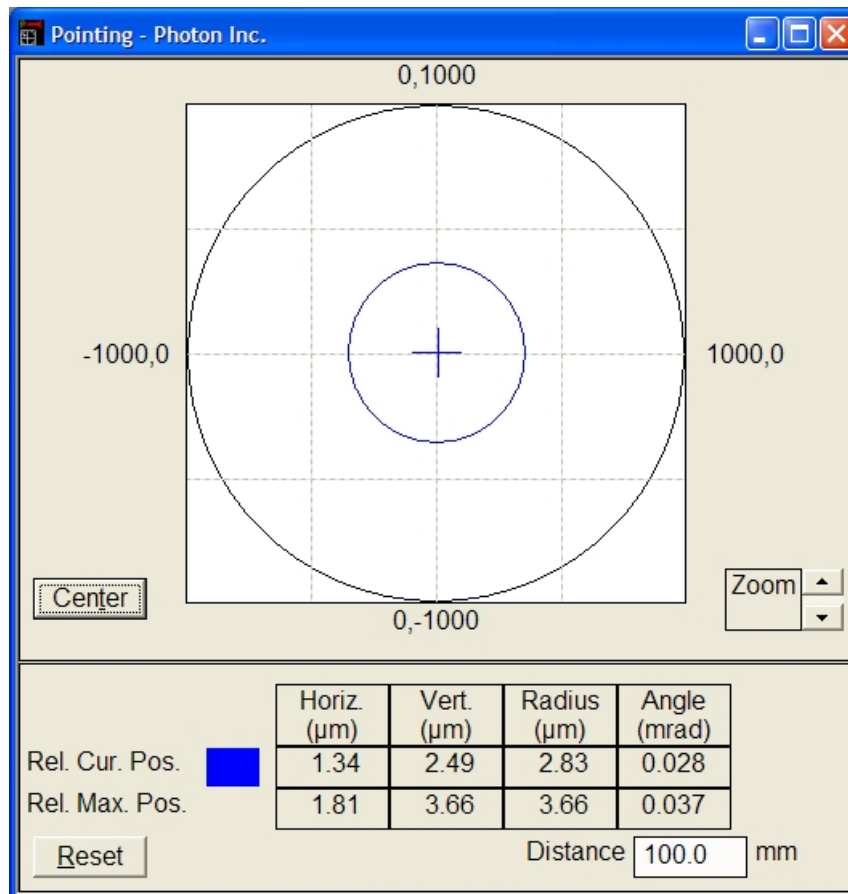 Pointing - Photon Inc.
0,1000
-1000,0
1000,0
Center
Zoom
0,-1000
Horiz. (µm) Vert. (µm) Radius (µm) Angle (mrad)
Rel. Cur. Pos. 1.34 2.49 2.83 0.028
Rel. Max. Pos. 1.81 3.66 3.66 0.037
Reset
Distance 100.0 mm